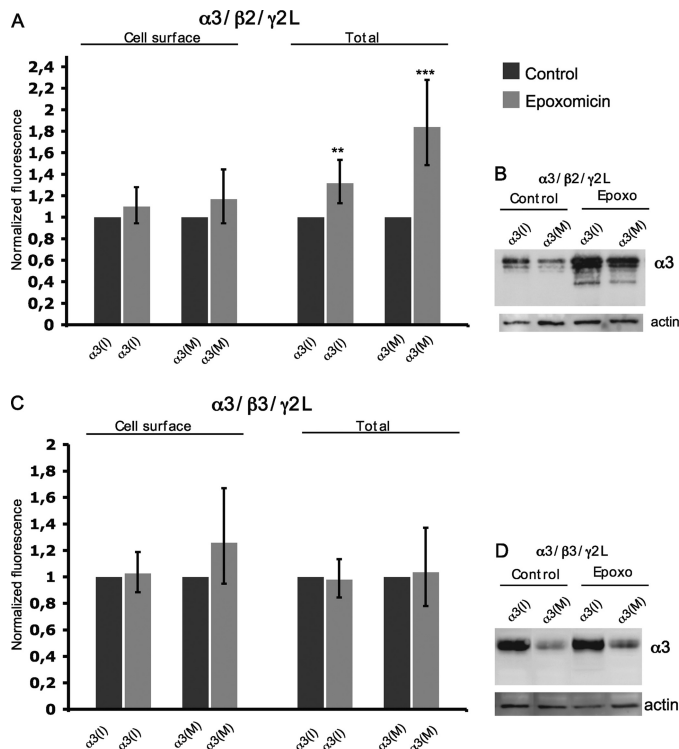 A
α3/ β2/ γ2L
Cell surface
Total
Normalized fluorescence
2,4
2,2
2
1,8
1,6
1,4
1,2
1
0,8
0,6
0,4
0,2
0
**
***
α3(I)
α3(I)
α3(M)
α3(M)
α3(I)
α3(I)
α3(M)
α3(M)
Control
Epoxomicin
B
α3/ β2/ γ2L
Control
Epoxo
α3(I)
α3(M)
α3(I)
α3(M)
α3
actin
C
α3/ β3/ γ2L
Cell surface
Total
Normalized fluorescence
2
1,8
1,6
1,4
1,2
1
0,8
0,6
0,4
0,2
0
α3(I)
α3(I)
α3(M)
α3(M)
α3(I)
α3(I)
α3(M)
α3(M)
D
α3/ β3/ γ2L
Control
Epoxo
α3(I)
α3(M)
α3(I)
α3(M)
α3
actin